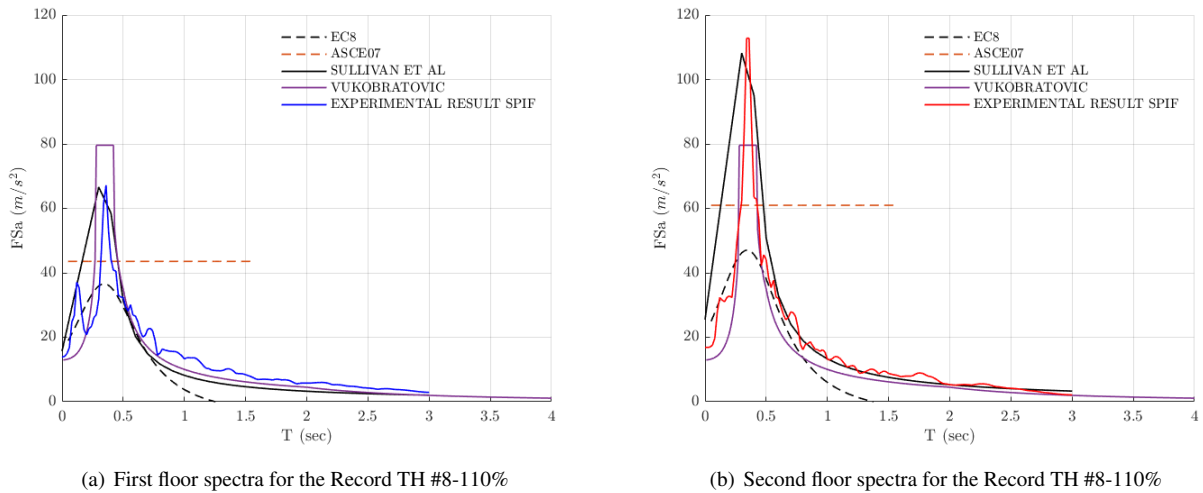 120
100
80
60
40
20
0
FSa (m/s²)
EC8
ASCE07
SULLIVAN ET AL
VUKOBRATOVIC
EXPERIMENTAL RESULT SPIF
0 0.5 1 1.5 2 2.5 3 3.5 4
T (sec)
(a) First floor spectra for the Record TH #8-110%
120
100
80
60
40
20
0
FSa (m/s²)
EC8
ASCE07
SULLIVAN ET AL
VUKOBRATOVIC
EXPERIMENTAL RESULT SPIF
0 0.5 1 1.5 2 2.5 3 3.5 4
T (sec)
(b) Second floor spectra for the Record TH #8-110%